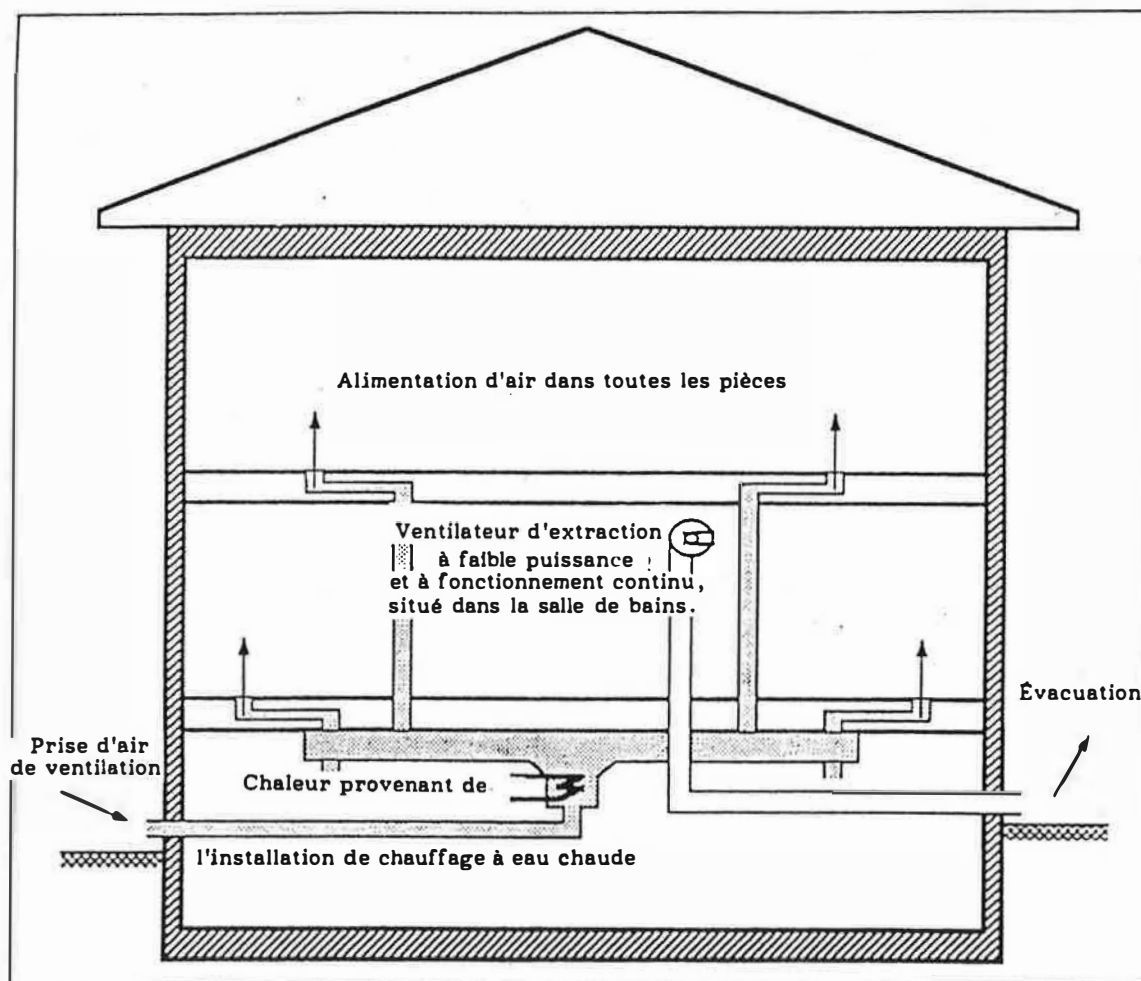 Alimentation d'air dans toutes les pièces
Ventilateur d'extraction
à faible puissance
et à fonctionnement continu,
situé dans la salle de bains.
Évacuation
Prise d'air
de ventilation
Chaleur provenant de
l'installation de chauffage à eau chaude